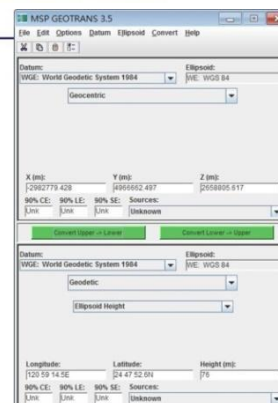 MSP GEOTRANS 3.5
File Edit Options Datum Ellipsoid Convert Help
Datum: Ellipsoid:
WGE: World Geodetic System 1984 WE: WGS 84
Geocentric
X (m): Y (m): Z (m):
-2982779.428 4966662.497 2658805.617
90% CE: 90% LE: 90% SE: Sources:
Unk Unk Unk Unknown
Convert Upper -> Lower Convert Lower -> Upper
Datum: Ellipsoid:
WGE: World Geodetic System 1984 WE: WGS 84
Geodetic
Ellipsoid Height
Longitude: Latitude: Height (m):
120 59 14.5E 24 47 52.6N 76
90% CE: 90% LE: 90% SE: Sources:
Unk Unk Unk Unknown